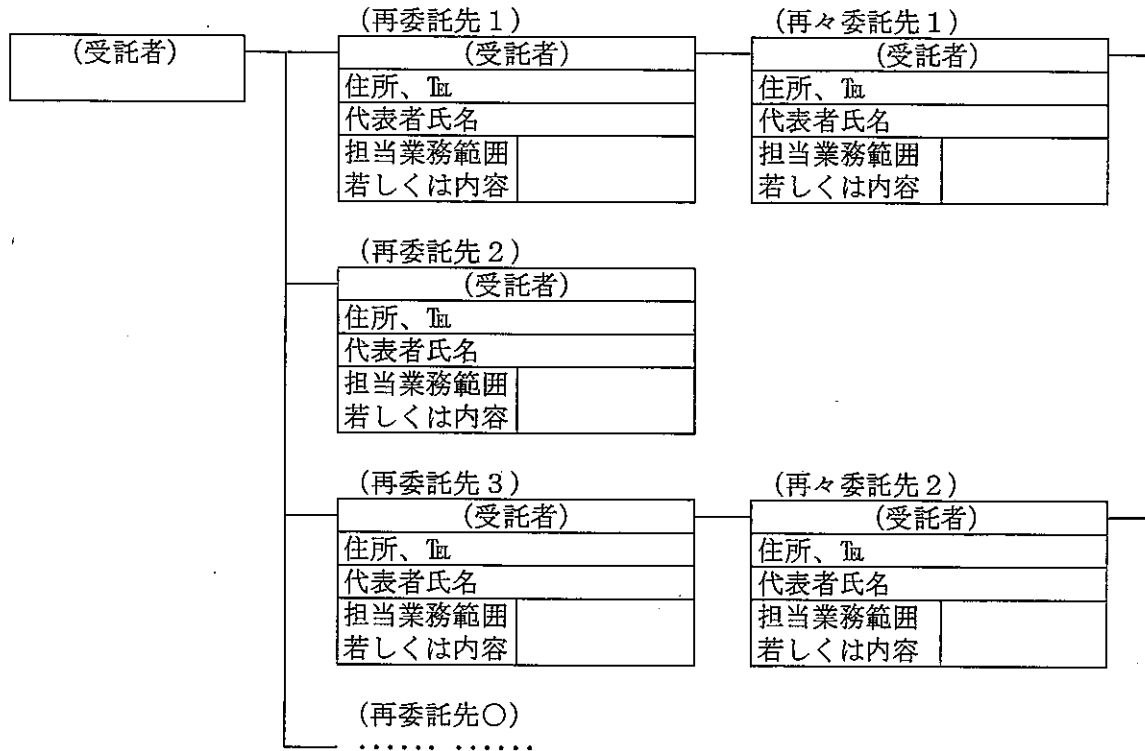 (再委託先1)
(再々委託先1)
(受託者)
(受託者)
(受託者)
住所、℡
住所、℡
代表者氏名
代表者氏名
担当業務範囲
若しくは内容
担当業務範囲
若しくは内容
(再委託先2)
(受託者)
住所、℡
代表者氏名
担当業務範囲
若しくは内容
(再委託先3)
(再々委託先2)
(受託者)
(受託者)
住所、℡
住所、℡
代表者氏名
代表者氏名
担当業務範囲
若しくは内容
担当業務範囲
若しくは内容
(再委託先○)
…… ……